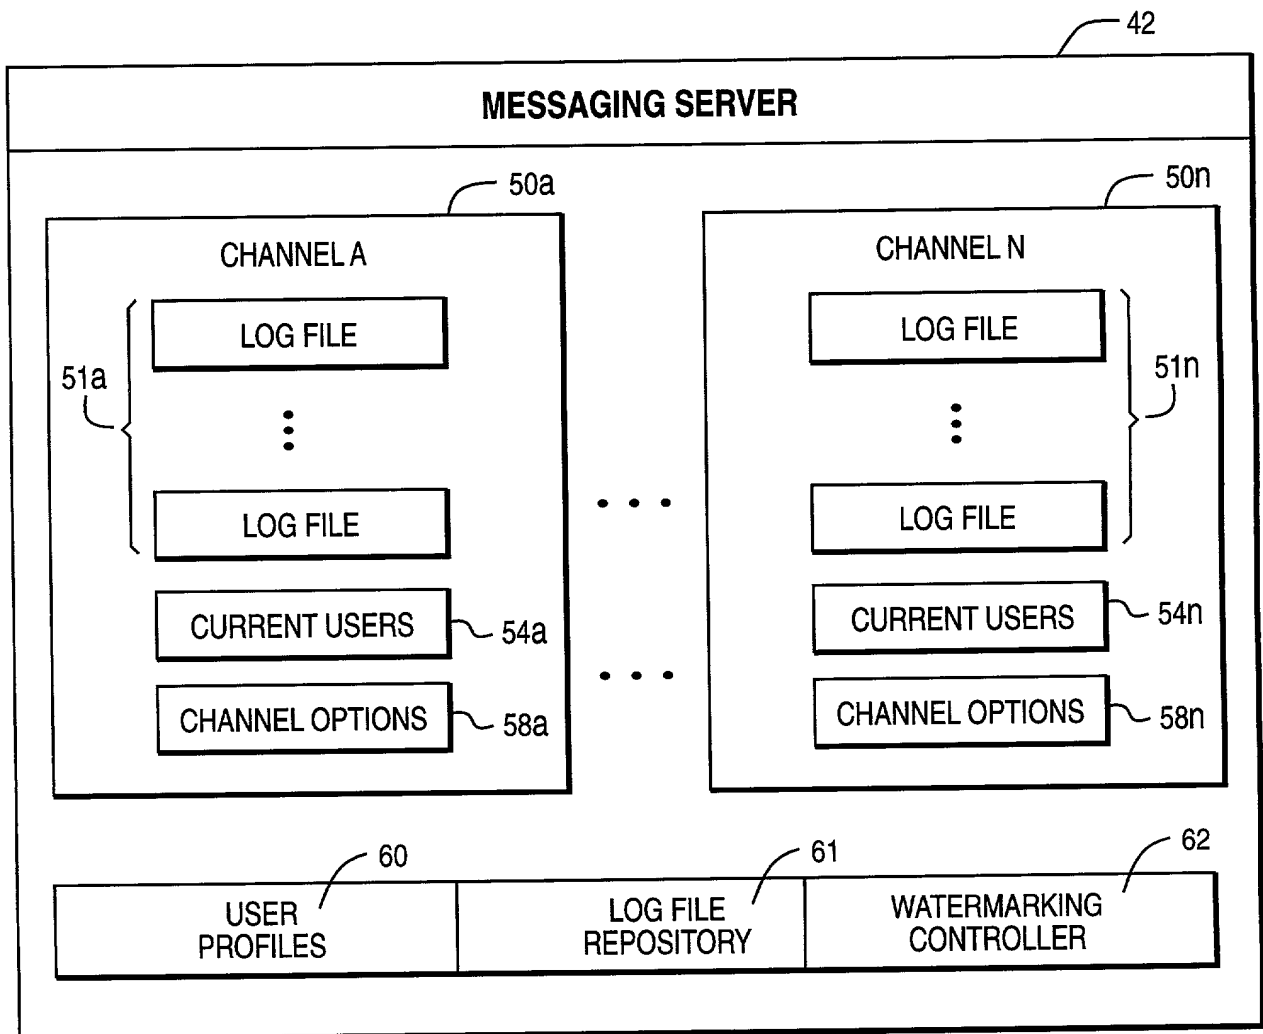 42
MESSAGING SERVER
50a
50n
CHANNEL A
CHANNEL N
LOG FILE
LOG FILE
51a
51n
LOG FILE
LOG FILE
CURRENT USERS
54a
CURRENT USERS
54n
CHANNEL OPTIONS
58a
CHANNEL OPTIONS
58n
60
61
62
USER
PROFILES
LOG FILE
REPOSITORY
WATERMARKING
CONTROLLER